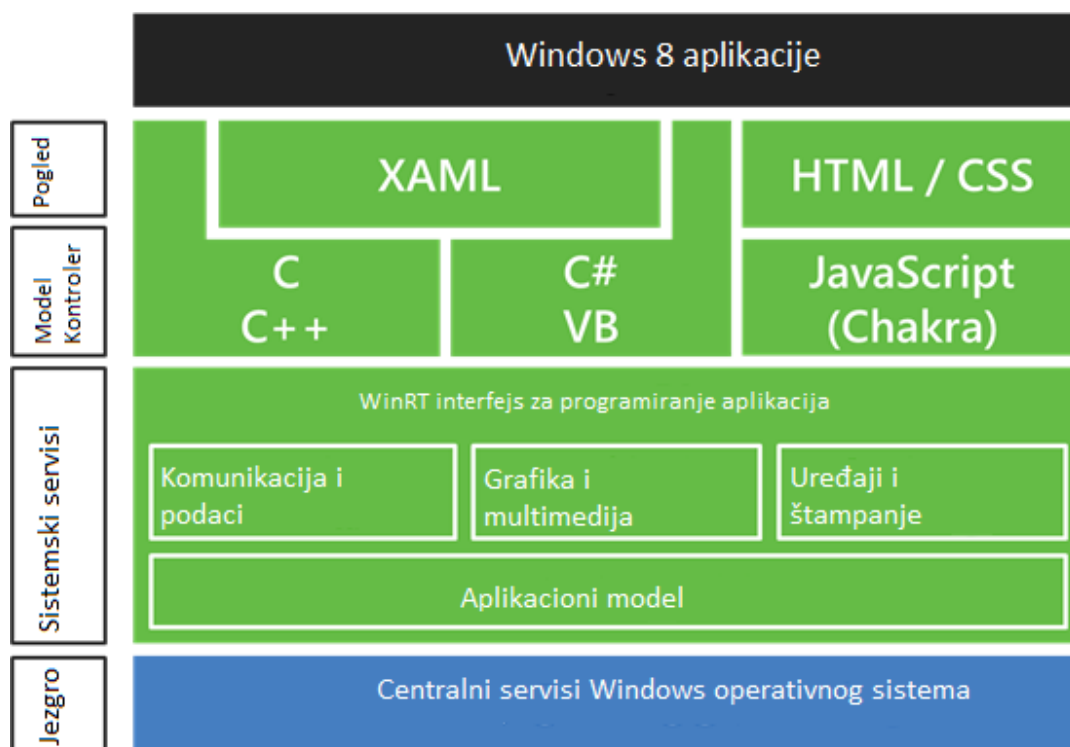 Windows 8 aplikacije
Pogled
XAML
HTML / CSS
Model
Kontroler
C
C++
C#
VB
JavaScript
(Chakra)
Sistemski servisi
WinRT interfejs za programiranje aplikacija
Komunikacija i
podaci
Grafika i
multimedija
Uređaji i
štampanje
Aplikacioni model
Jezgro
Centralni servisi Windows operativnog sistema